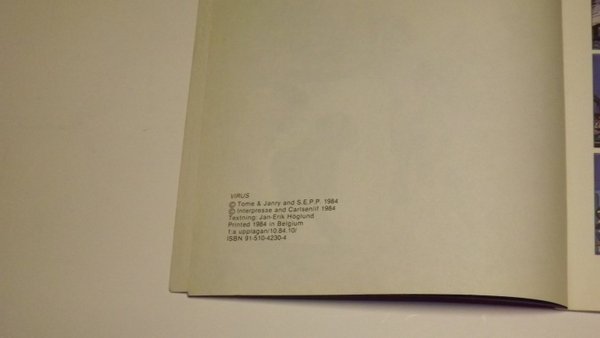 VIRUS
© Tome & Janry and S.E.P.P. 1984
© Interpresse and Carlsen/if 1984
Textning: Jan-Erik Höglund
Printed 1984 in Belgium
1:a upplagan/10.84.10/
ISBN 91-510-4230-4